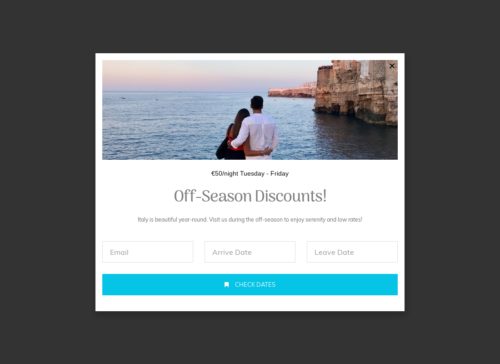 €50/night Tuesday - Friday
Off-Season Discounts!
Italy is beautiful year-round. Visit us during the off-season to enjoy serenity and low rates!
Email Arrive Date Leave Date
CHECK DATES